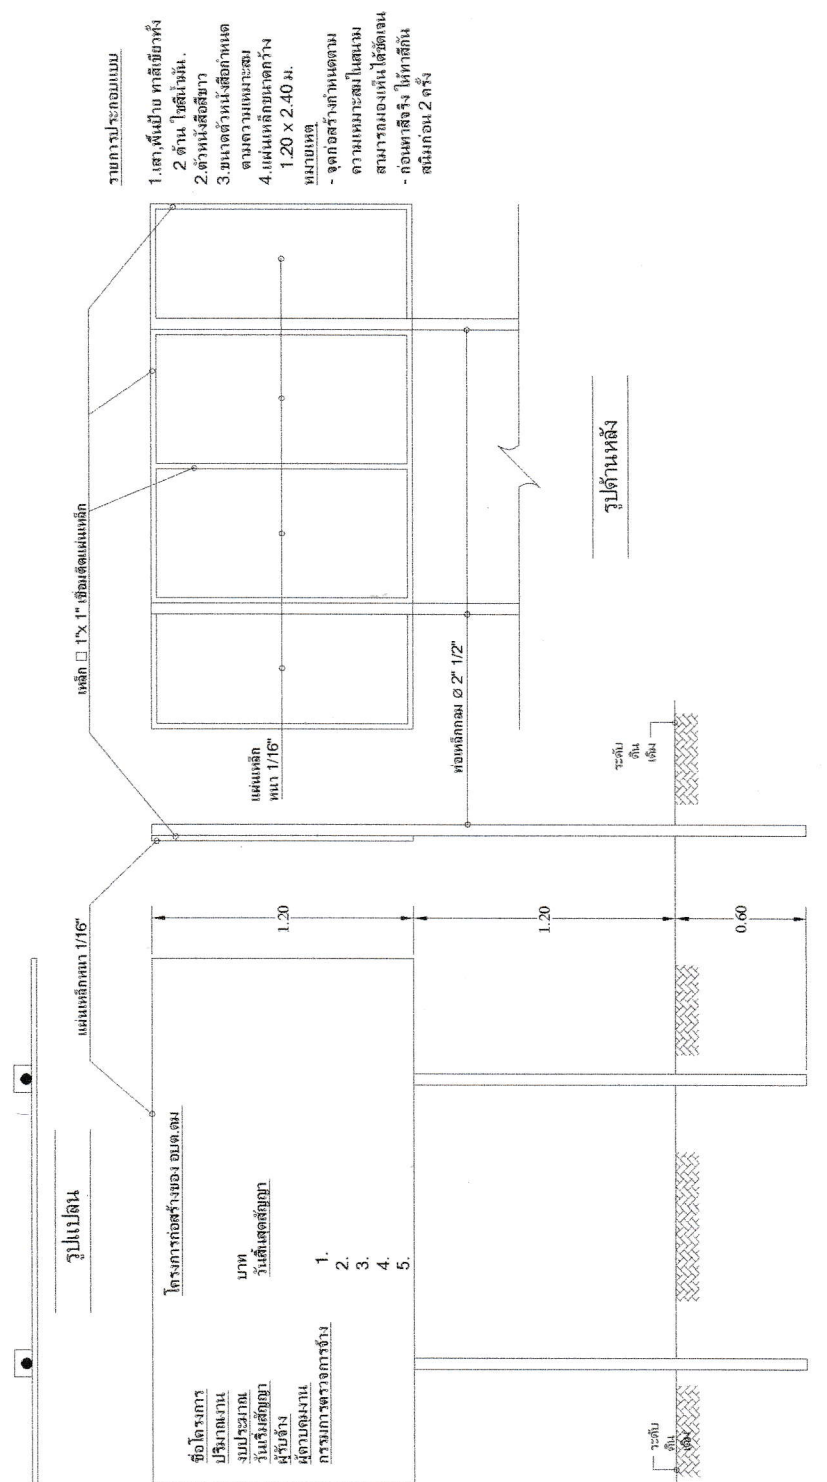 รูปแปลน
แผ่นเหล็กหนา 1/16"
เหล็ก □ 1"x 1" เชื่อมติดแผ่นเหล็ก
โครงการก่อสร้างของ อบต.ตม
ชื่อโครงการ
ปริมาณงาน
งบประมาณ บาท
วันเริ่มสัญญา วันสิ้นสุดสัญญา
ผู้รับจ้าง
ผู้ควบคุมงาน
กรรมการตรวจการจ้าง 1.
2.
3.
4.
5.
1.20
1.20
0.60
ระดับ
ดิน
เดิม
แผ่นเหล็ก
หนา 1/16"
ท่อเหล็กกลม Ø 2" 1/2"
ระดับ
ดิน
เดิม
รูปด้านหลัง
รายการประกอบแบบ
1.เสา,พื้นป้าย ทาสีเขียวทั้ง
2 ด้าน ใช้สีน้ำมัน .
2.ตัวหนังสือสีขาว
3.ขนาดตัวหนังสือกำหนด
ตามความเหมาะสม
4.แผ่นเหล็กขนาดกว้าง
1.20 x 2.40 ม.
หมายเหตุ
- จุดก่อสร้างกำหนดตาม
ความเหมาะสมในสนาม
สามารถมองเห็นได้ชัดเจน
- ก่อนทาสีจริง ให้ทาสีกัน
สนิมก่อน 2 ครั้ง